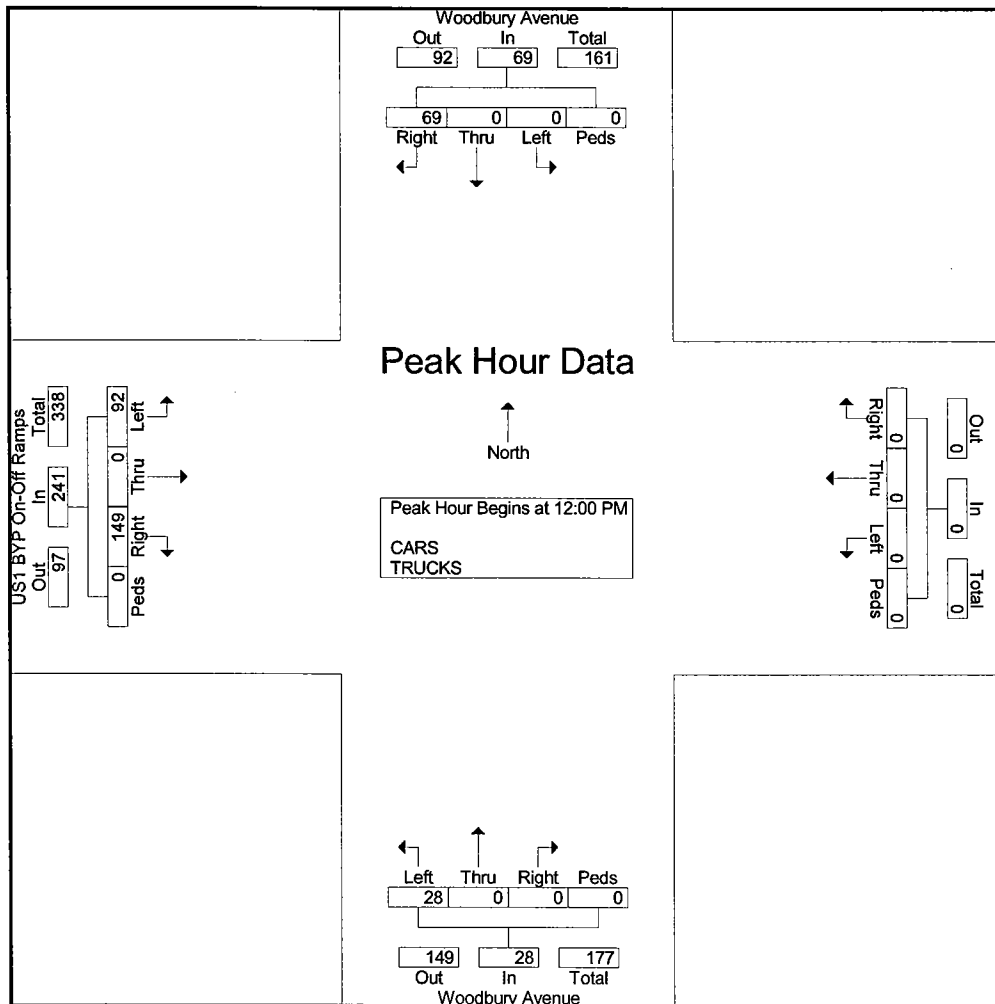 Woodbury Avenue
Out In Total
92 69 161
69 0 0 0
Right Thru Left Peds
Peak Hour Data
North
Peak Hour Begins at 12:00 PM
CARS
TRUCKS
US1 BYP On-Off Ramps
Out In Total
97 241 338
92 0 149 0
Left Thru Right Peds
Out In Total
0 0 0
0 0 0 0
Right Thru Left Peds
Left Thru Right Peds
28 0 0 0
149 28 177
Out In Total
Woodbury Avenue